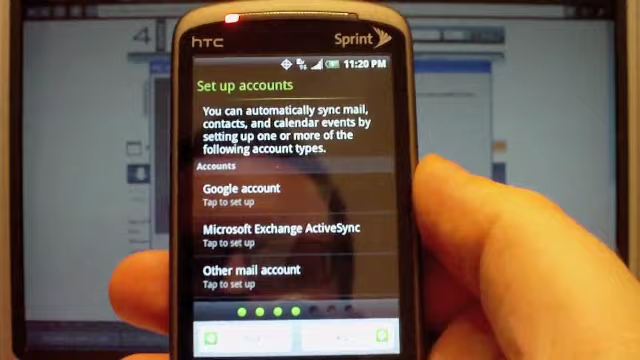 4
hTC
Sprint
11:20 PM
Set up accounts
You can automatically sync mail,
contacts, and calendar events by
setting up one or more of the
following account types.
Accounts
Google account
Tap to set up
Microsoft Exchange ActiveSync
Tap to set up
Other mail account
Tap to set up